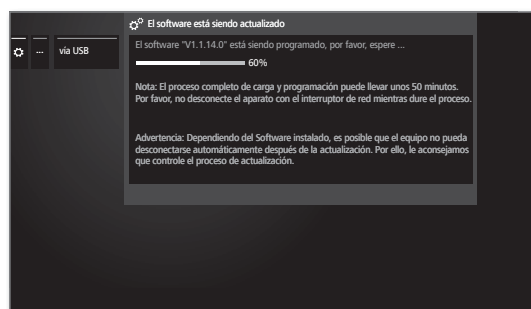 El software está siendo actualizado
... vía USB
El software "V1.1.14.0" está siendo programado, por favor, espere ...
60%
Nota: El proceso completo de carga y programación puede llevar unos 50 minutos.
Por favor, no desconecte el aparato con el interruptor de red mientras dure el proceso.
Advertencia: Dependiendo del Software instalado, es posible que el equipo no pueda
desconectarse automáticamente después de la actualización. Por ello, le aconsejamos
que controle el proceso de actualización.